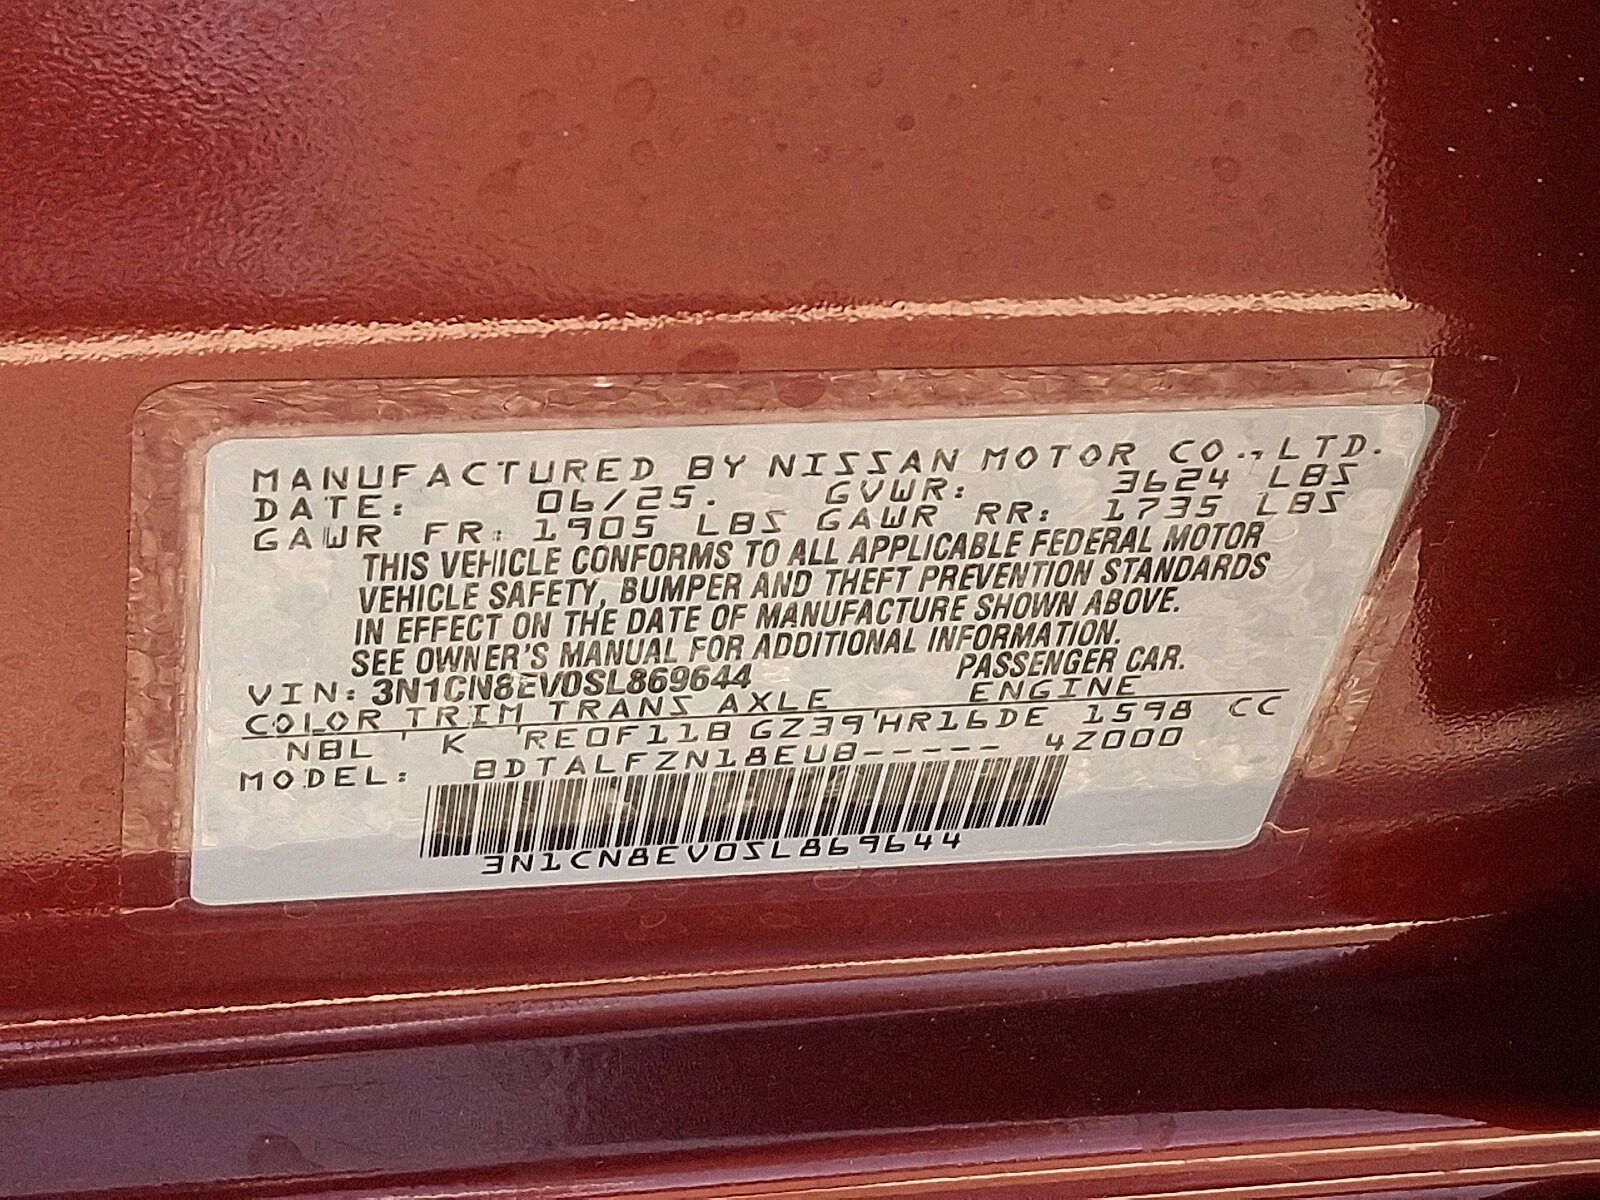 MANUFACTURED BY NISSAN MOTOR CO., LTD.
DATE: 06/25. GVWR: 3624 LBS
GAWR FR: 1905 LBS GAWR RR: 1735 LBS
THIS VEHICLE CONFORMS TO ALL APPLICABLE FEDERAL MOTOR
VEHICLE SAFETY, BUMPER AND THEFT PREVENTION STANDARDS
IN EFFECT ON THE DATE OF MANUFACTURE SHOWN ABOVE.
SEE OWNER'S MANUAL FOR ADDITIONAL INFORMATION.
VIN: 3N1CN8EV0SL869644 PASSENGER CAR.
COLOR TRIM TRANS AXLE ENGINE
NBL ' K 'RE0F11B GZ39'HR16DE 1598 CC
MODEL: BDTALFZN18EUB----- 4Z000
3N1CN8EV0SL869644